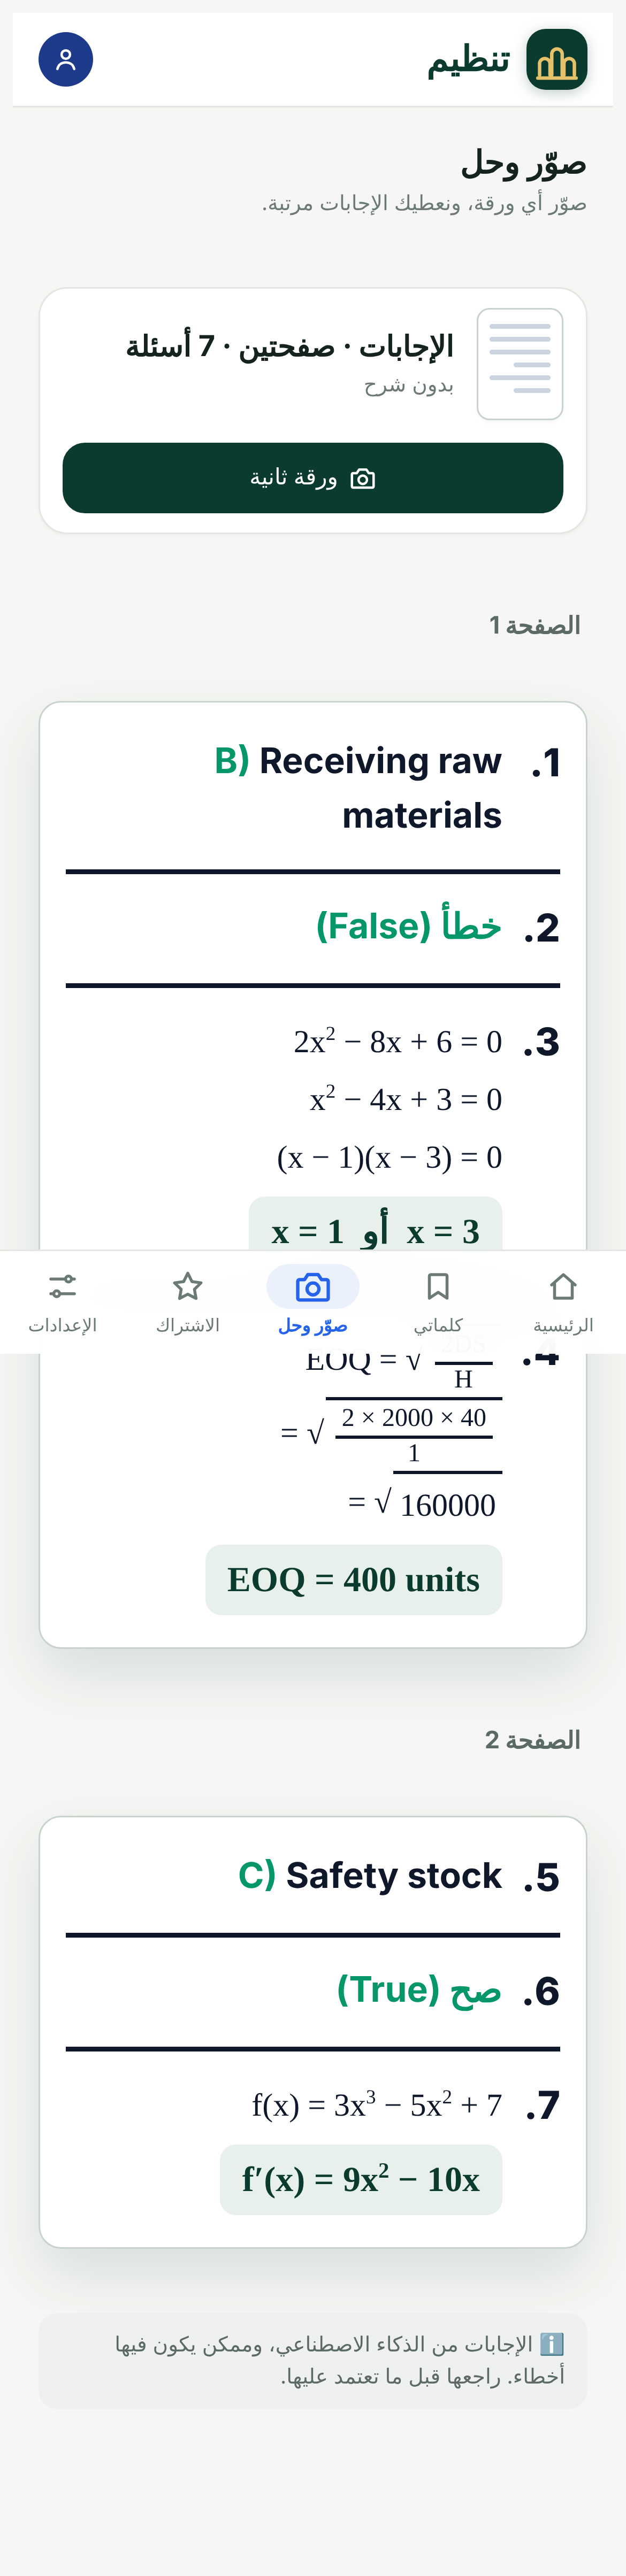 تنظيم
صوّر وحل
صوّر أي ورقة، ونعطيك الإجابات مرتبة.
الإجابات · صفحتين · 7 أسئلة
بدون شرح
ورقة ثانية
الصفحة 1
1. B) Receiving raw
materials
2. خطأ (False)
3. 2x² − 8x + 6 = 0
x² − 4x + 3 = 0
(x − 1)(x − 3) = 0
x = 1 أو x = 3
الرئيسية
كلماتي
صوّر وحل
الاشتراك
الإعدادات
4. EOQ = √ 2DS
H
= √ 2 × 2000 × 40
1
= √ 160000
EOQ = 400 units
الصفحة 2
5. C) Safety stock
6. صح (True)
7. f(x) = 3x³ − 5x² + 7
f′(x) = 9x² − 10x
ℹ️ الإجابات من الذكاء الاصطناعي، وممكن يكون فيها
أخطاء. راجعها قبل ما تعتمد عليها.